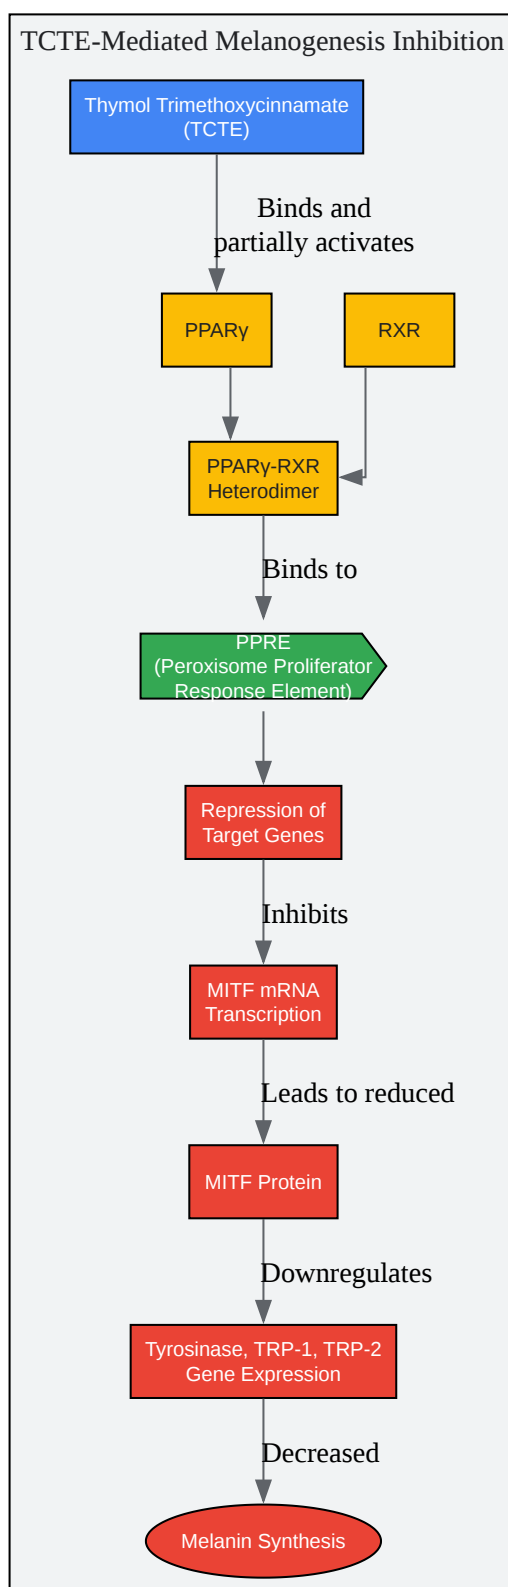 TCTE-Mediated Melanogenesis Inhibition
Thymol Trimethoxycinnamate
(TCTE)
Binds and
partially activates
PPARγ
RXR
PPARγ-RXR
Heterodimer
Binds to
PPRE
(Peroxisome Proliferator
Response Element)
Repression of
Target Genes
Inhibits
MITF mRNA
Transcription
Leads to reduced
MITF Protein
Downregulates
Tyrosinase, TRP-1, TRP-2
Gene Expression
Decreased
Melanin Synthesis